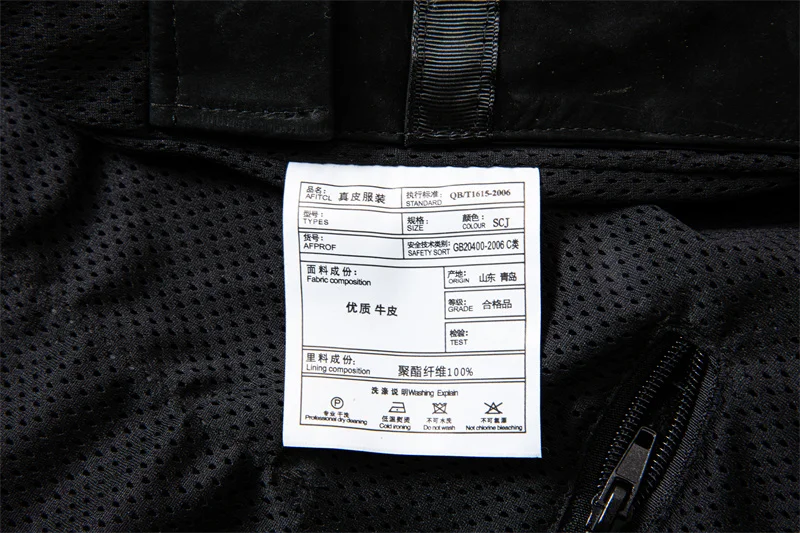 品名: 真皮服装 执行标准: QB/T1615-2006
AFITCL STANDARD
型号: 规格: 颜色: SCJ
TYPES SIZE COLOUR
货号: 安全技术类别: GB20400-2006 C类
AFPROF SAFETY SORT
面料成份: 产地: 山东 青岛
Fabric composition ORIGIN
优质 牛皮 等级: 合格品
GRADE
检验:
TEST
里料成份: 聚酯纤维100%
Lining composition
洗涤说明Washing Explain
专业干洗 低温熨烫 不可水洗 不可氯漂
Professional dry cleaning Cold ironing Do not wash Not chlorine bleaching